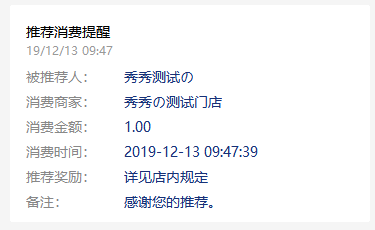 推荐消费提醒
19/12/13 09:47
被推荐人： 秀秀测试の
消费商家： 秀秀の测试门店
消费金额： 1.00
消费时间： 2019-12-13 09:47:39
推荐奖励： 详见店内规定
备注： 感谢您的推荐。